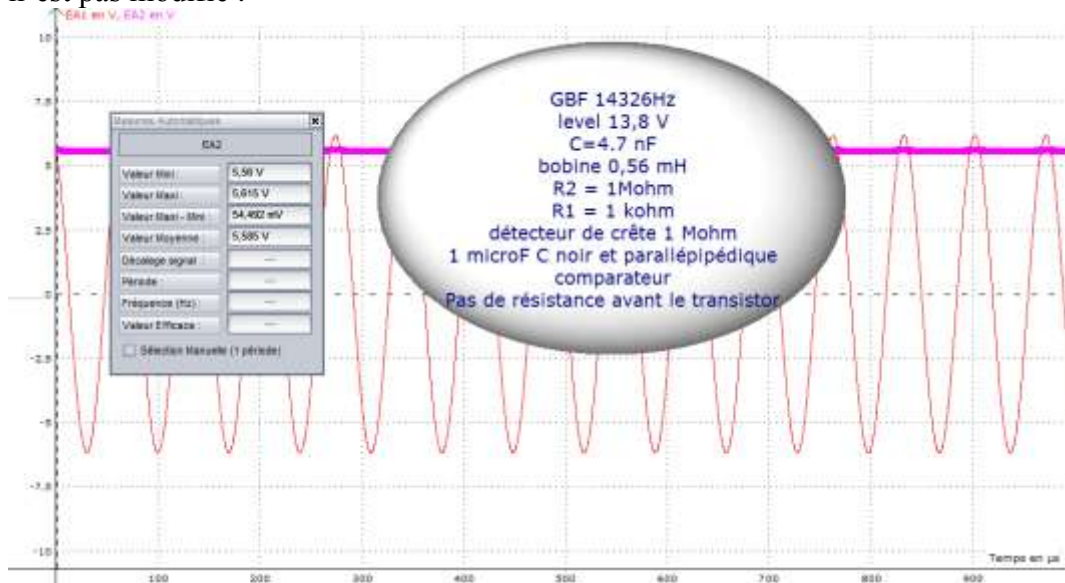 n'est pas modifié :
EA1 en V, EA2 en V
10
7.5
5
2.5
0
-2.5
-5
-7.5
-10
Mesures Automatiques
EA2
Valeur Mini :
5,56 V
Valeur Maxi :
5,615 V
Valeur Maxi - Mini :
54,492 mV
Valeur Moyenne :
5,585 V
Décalage signal :
---
Période :
---
Fréquence (Hz) :
---
Valeur Efficace :
---
Sélection Manuelle (1 période)
GBF 14326Hz
level 13,8 V
C=4.7 nF
bobine 0,56 mH
R2 = 1Mohm
R1 = 1 kohm
détecteur de crête 1 Mohm
1 microF C noir et parallépipédique
comparateur
Pas de résistance avant le transistor
Temps en µs
100 200 300 400 500 600 700 800 900